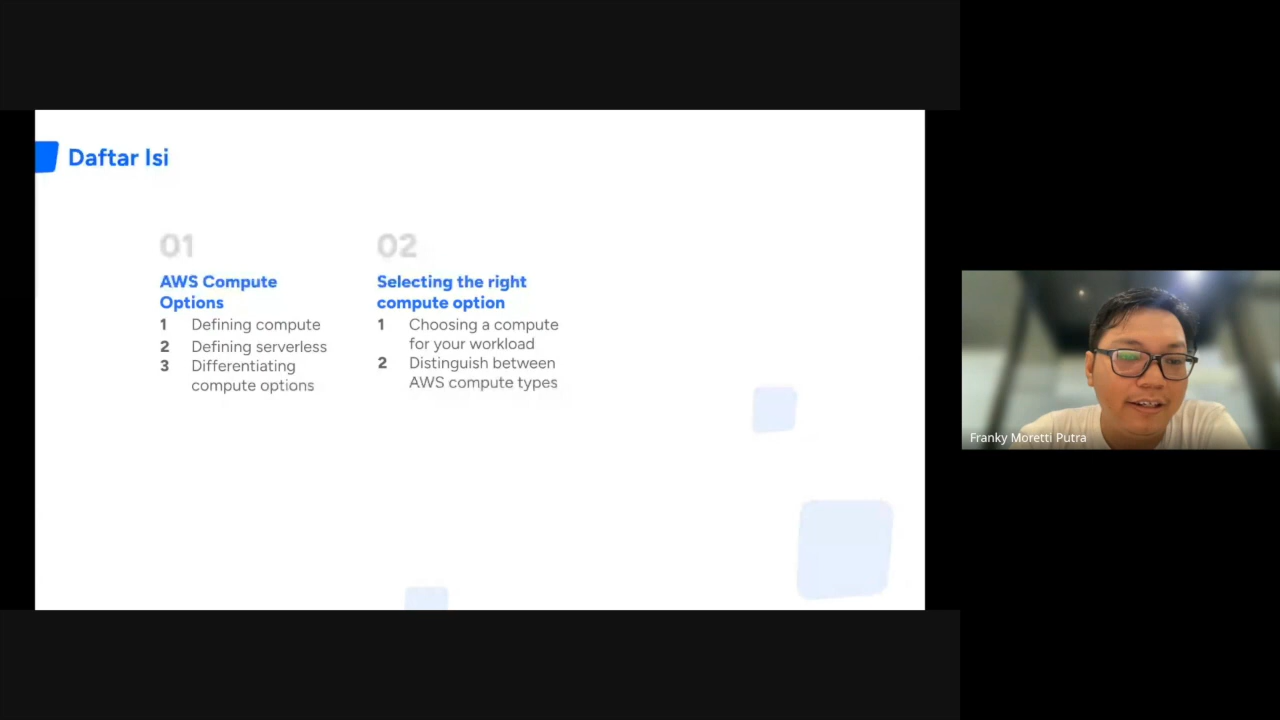 Daftar Isi
01
AWS Compute
Options
1 Defining compute
2 Defining serverless
3 Differentiating
compute options
02
Selecting the right
compute option
1 Choosing a compute
for your workload
2 Distinguish between
AWS compute types
Franky Moretti Putra